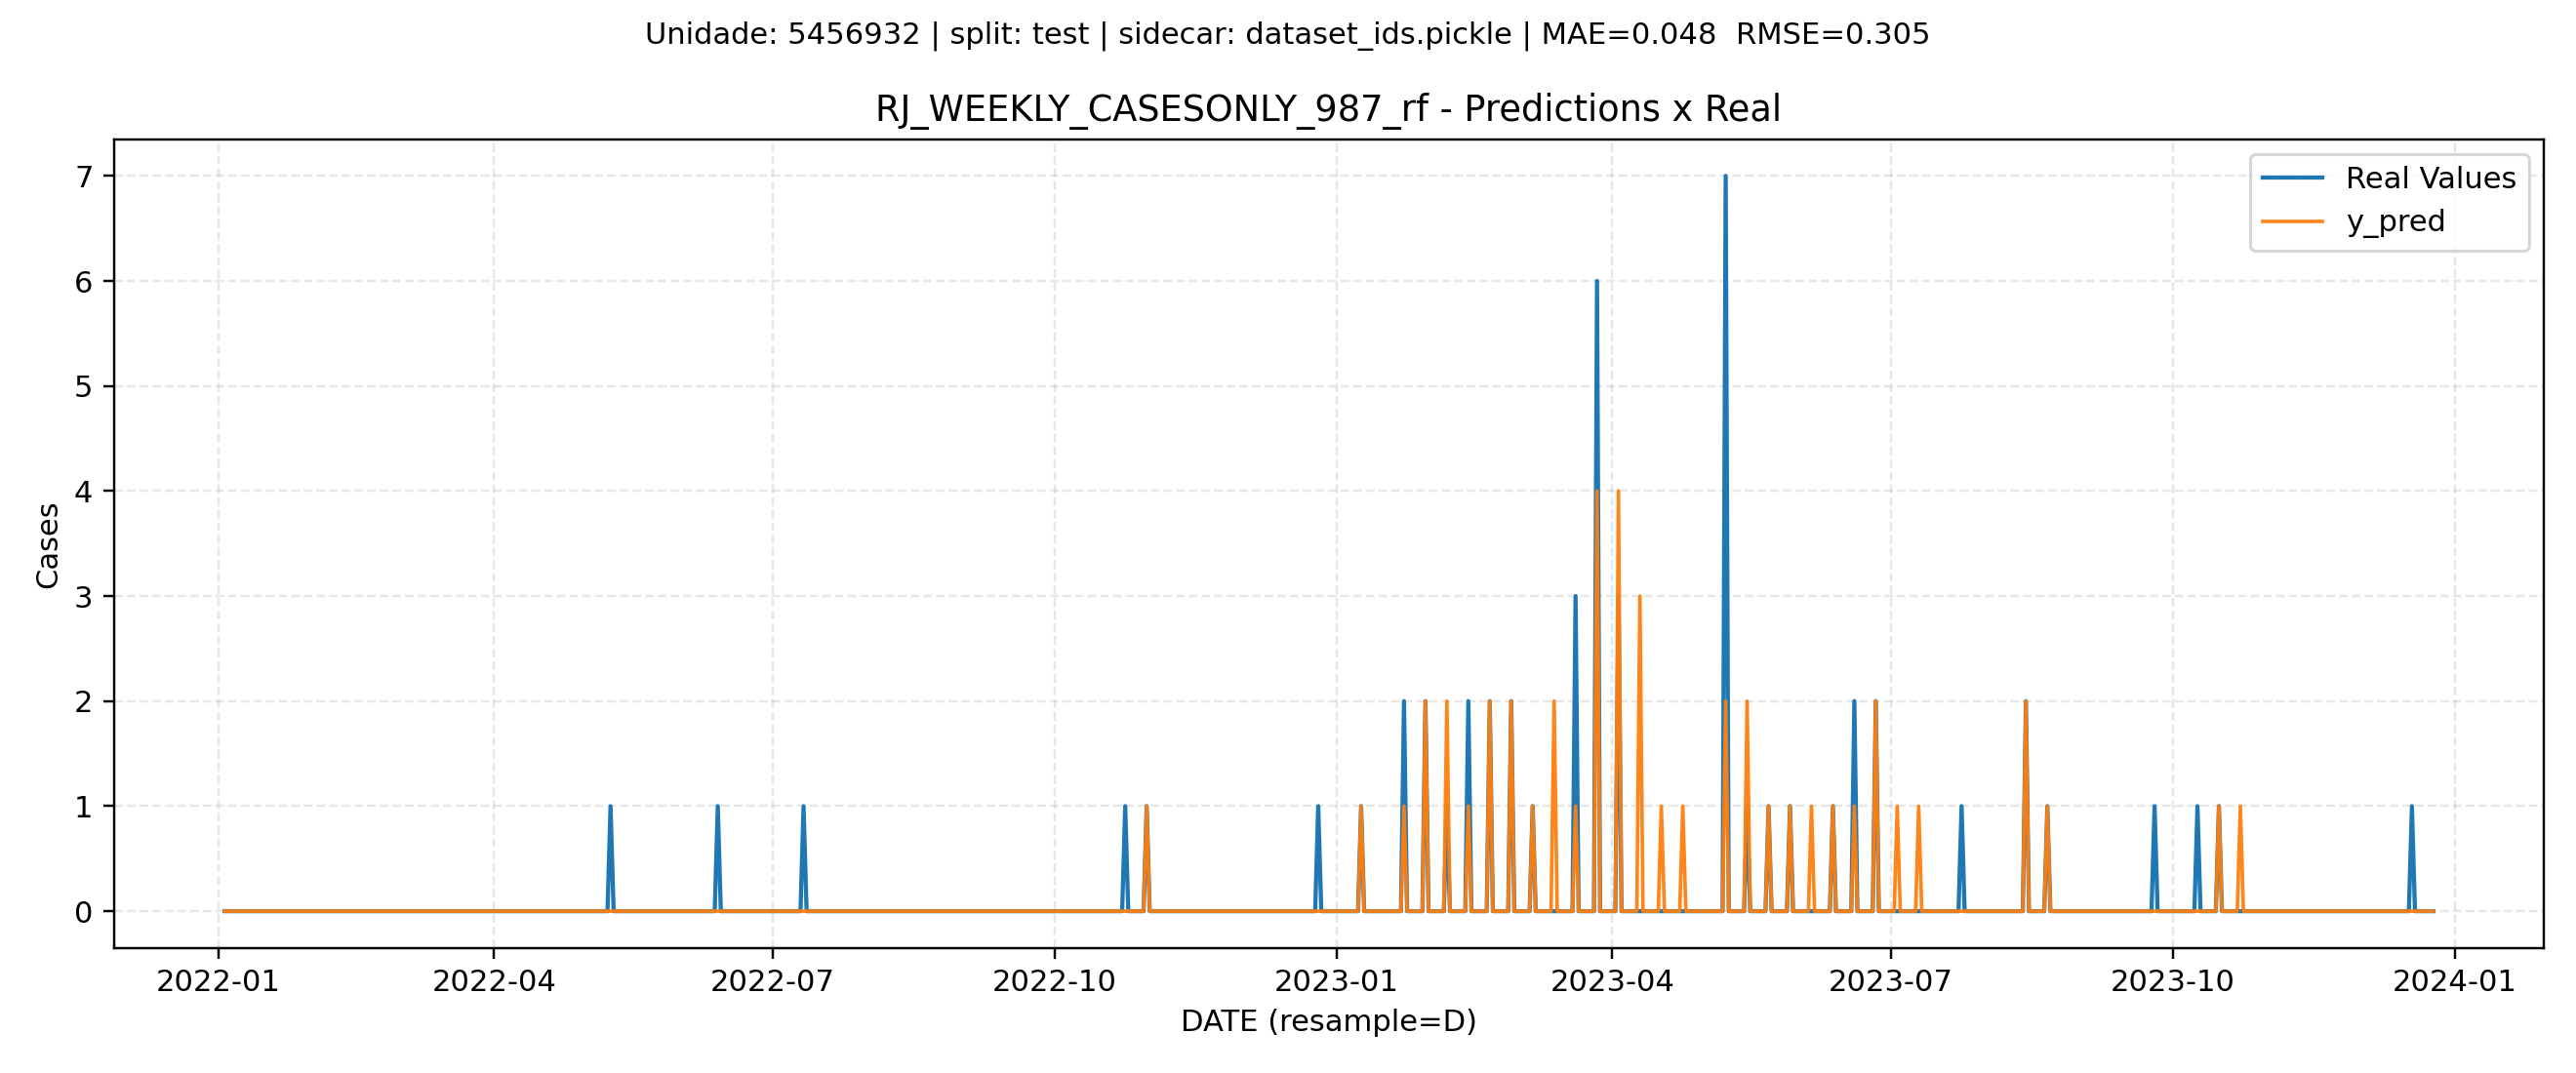 Unidade: 5456932 | split: test | sidecar: dataset_ids.pickle | MAE=0.048  RMSE=0.305
RJ_WEEKLY_CASESONLY_987_rf - Predictions x Real
Real Values
y_pred
7
6
5
4
3
2
1
0
Cases
2022-01
2022-04
2022-07
2022-10
2023-01
2023-04
2023-07
2023-10
2024-01
DATE (resample=D)